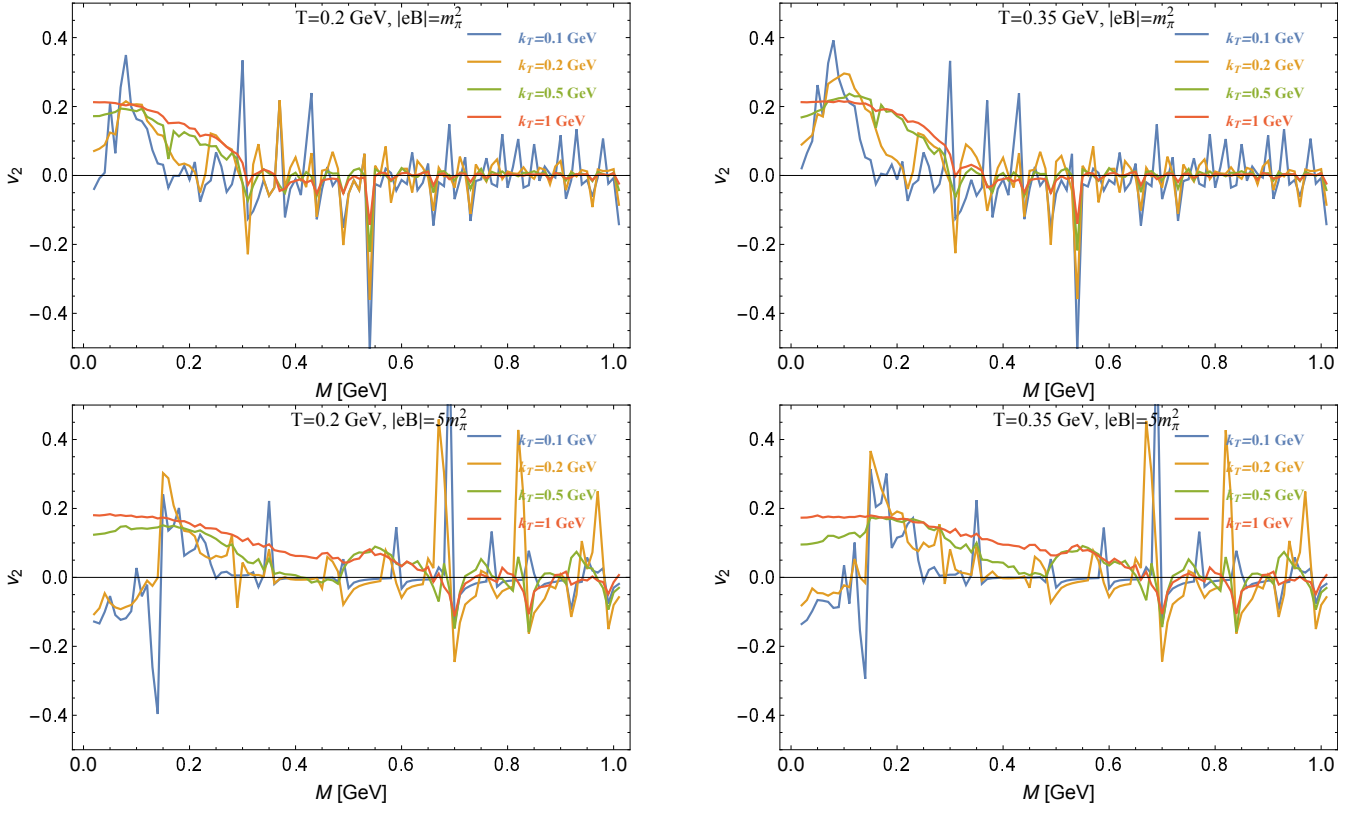 T=0.2 GeV, |eB|=m_π^2
k_T=0.1 GeV
k_T=0.2 GeV
k_T=0.5 GeV
k_T=1 GeV
0.4
0.2
0.0
−0.2
−0.4
v_2
0.0 0.2 0.4 0.6 0.8 1.0
M [GeV]
T=0.35 GeV, |eB|=m_π^2
k_T=0.1 GeV
k_T=0.2 GeV
k_T=0.5 GeV
k_T=1 GeV
0.4
0.2
0.0
−0.2
−0.4
v_2
0.0 0.2 0.4 0.6 0.8 1.0
M [GeV]
T=0.2 GeV, |eB|=5m_π^2
k_T=0.1 GeV
k_T=0.2 GeV
k_T=0.5 GeV
k_T=1 GeV
0.4
0.2
0.0
−0.2
−0.4
v_2
0.0 0.2 0.4 0.6 0.8 1.0
M [GeV]
T=0.35 GeV, |eB|=5m_π^2
k_T=0.1 GeV
k_T=0.2 GeV
k_T=0.5 GeV
k_T=1 GeV
0.4
0.2
0.0
−0.2
−0.4
v_2
0.0 0.2 0.4 0.6 0.8 1.0
M [GeV]